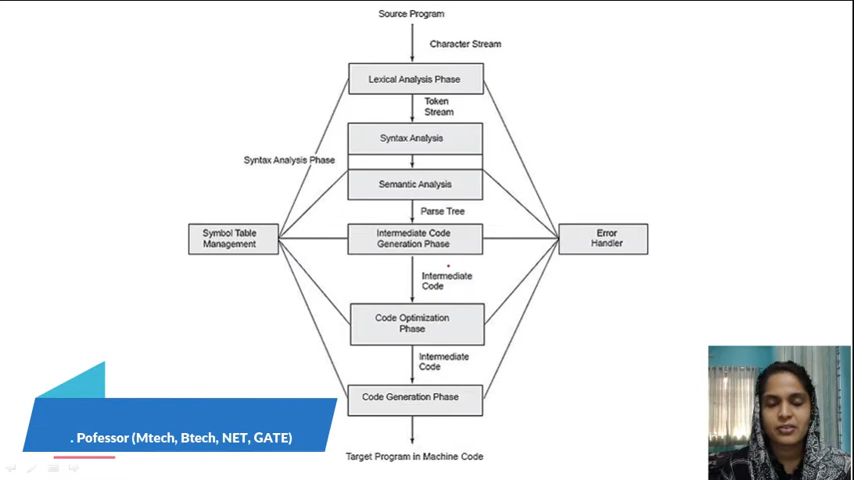 Source Program
Character Stream
Lexical Analysis Phase
Token
Stream
Syntax Analysis
Syntax Analysis Phase
Semantic Analysis
Parse Tree
Symbol Table
Management
Intermediate Code
Generation Phase
Error
Handler
Intermediate
Code
Code Optimization
Phase
Intermediate
Code
Code Generation Phase
. Pofessor (Mtech, Btech, NET, GATE)
Target Program in Machine Code